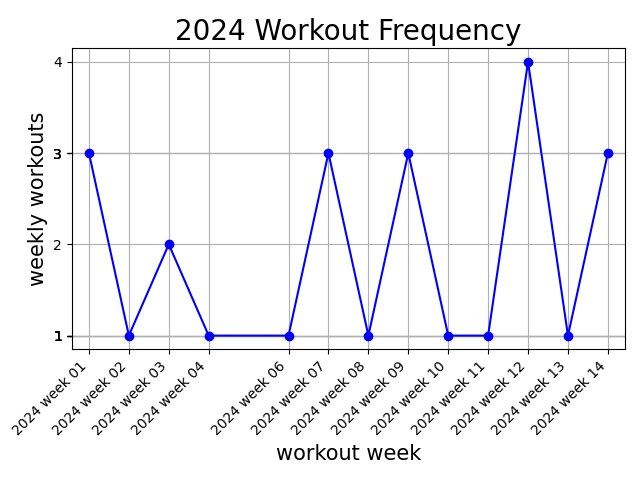 2024 Workout Frequency
weekly workouts
4
3
2
1
2024 week 01
2024 week 02
2024 week 03
2024 week 04
2024 week 06
2024 week 07
2024 week 08
2024 week 09
2024 week 10
2024 week 11
2024 week 12
2024 week 13
2024 week 14
workout week